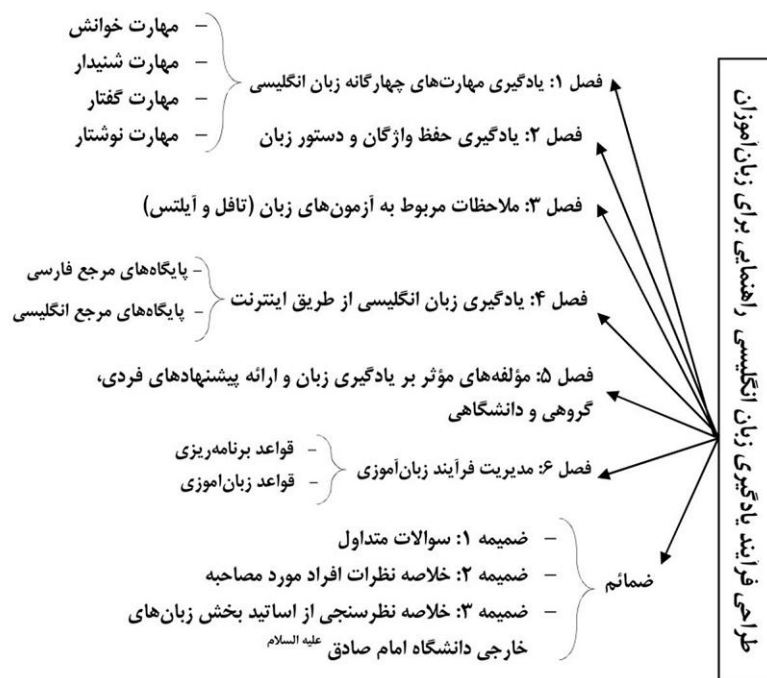 طراحی فرآیند یادگیری زبان انگلیسی راهنمایی برای زبان‌آموزان
فصل ۱: یادگیری مهارت‌های چهارگانه زبان انگلیسی
– مهارت خوانش
– مهارت شنیدار
– مهارت گفتار
– مهارت نوشتار
فصل ۲: یادگیری حفظ واژگان و دستور زبان
فصل ۳: ملاحظات مربوط به آزمون‌های زبان (تافل و آیلتس)
فصل ۴: یادگیری زبان انگلیسی از طریق اینترنت
– پایگاه‌های مرجع فارسی
– پایگاه‌های مرجع انگلیسی
فصل ۵: مؤلفه‌های مؤثر بر یادگیری زبان و ارائه پیشنهادهای فردی،
گروهی و دانشگاهی
فصل ۶: مدیریت فرآیند زبان‌آموزی
– قواعد برنامه‌ریزی
– قواعد زبان‌اموزی
ضمائم
– ضمیمه ۱: سوالات متداول
– ضمیمه ۲: خلاصه نظرات افراد مورد مصاحبه
– ضمیمه ۳: خلاصه نظرسنجی از اساتید بخش زبان‌های
خارجی دانشگاه امام صادق علیه السلام